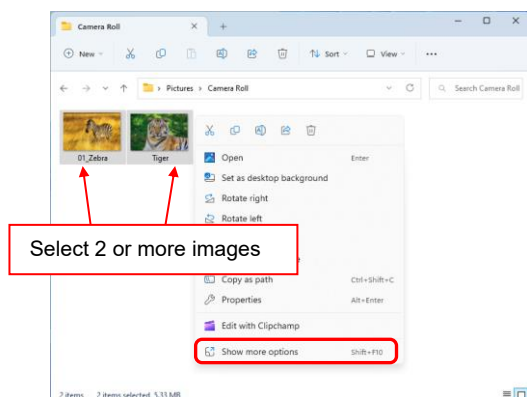 Camera Roll
New
Sort
View
Pictures > Camera Roll
Search Camera Roll
01_Zebra
Tiger
Open Enter
Set as desktop background
Rotate right
Rotate left
Select 2 or more images
Copy as path Ctrl+Shift+C
Properties Alt+Enter
Edit with Clipchamp
Show more options Shift+F10
2 items 2 items selected 5.33 MB